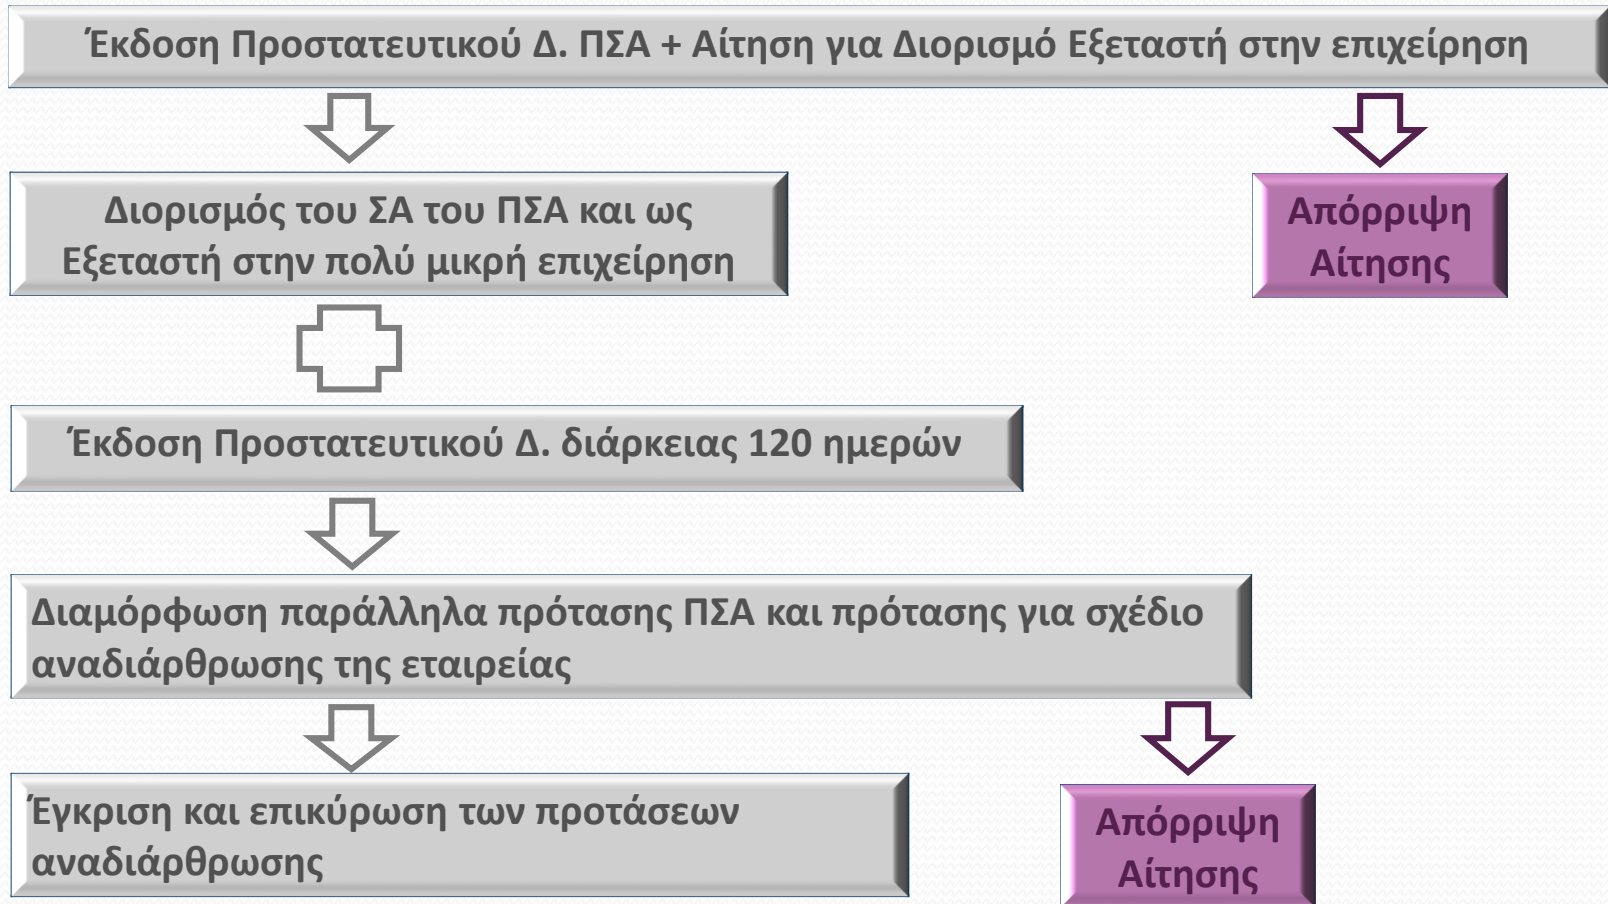 Έκδοση Προστατευτικού Δ. ΠΣΑ + Αίτηση για Διορισμό Εξεταστή στην επιχείρηση
Διορισμός του ΣΑ του ΠΣΑ και ως
Εξεταστή στην πολύ μικρή επιχείρηση
Απόρριψη
Αίτησης
Έκδοση Προστατευτικού Δ. διάρκειας 120 ημερών
Διαμόρφωση παράλληλα πρότασης ΠΣΑ και πρότασης για σχέδιο
αναδιάρθρωσης της εταιρείας
Έγκριση και επικύρωση των προτάσεων
αναδιάρθρωσης
Απόρριψη
Αίτησης